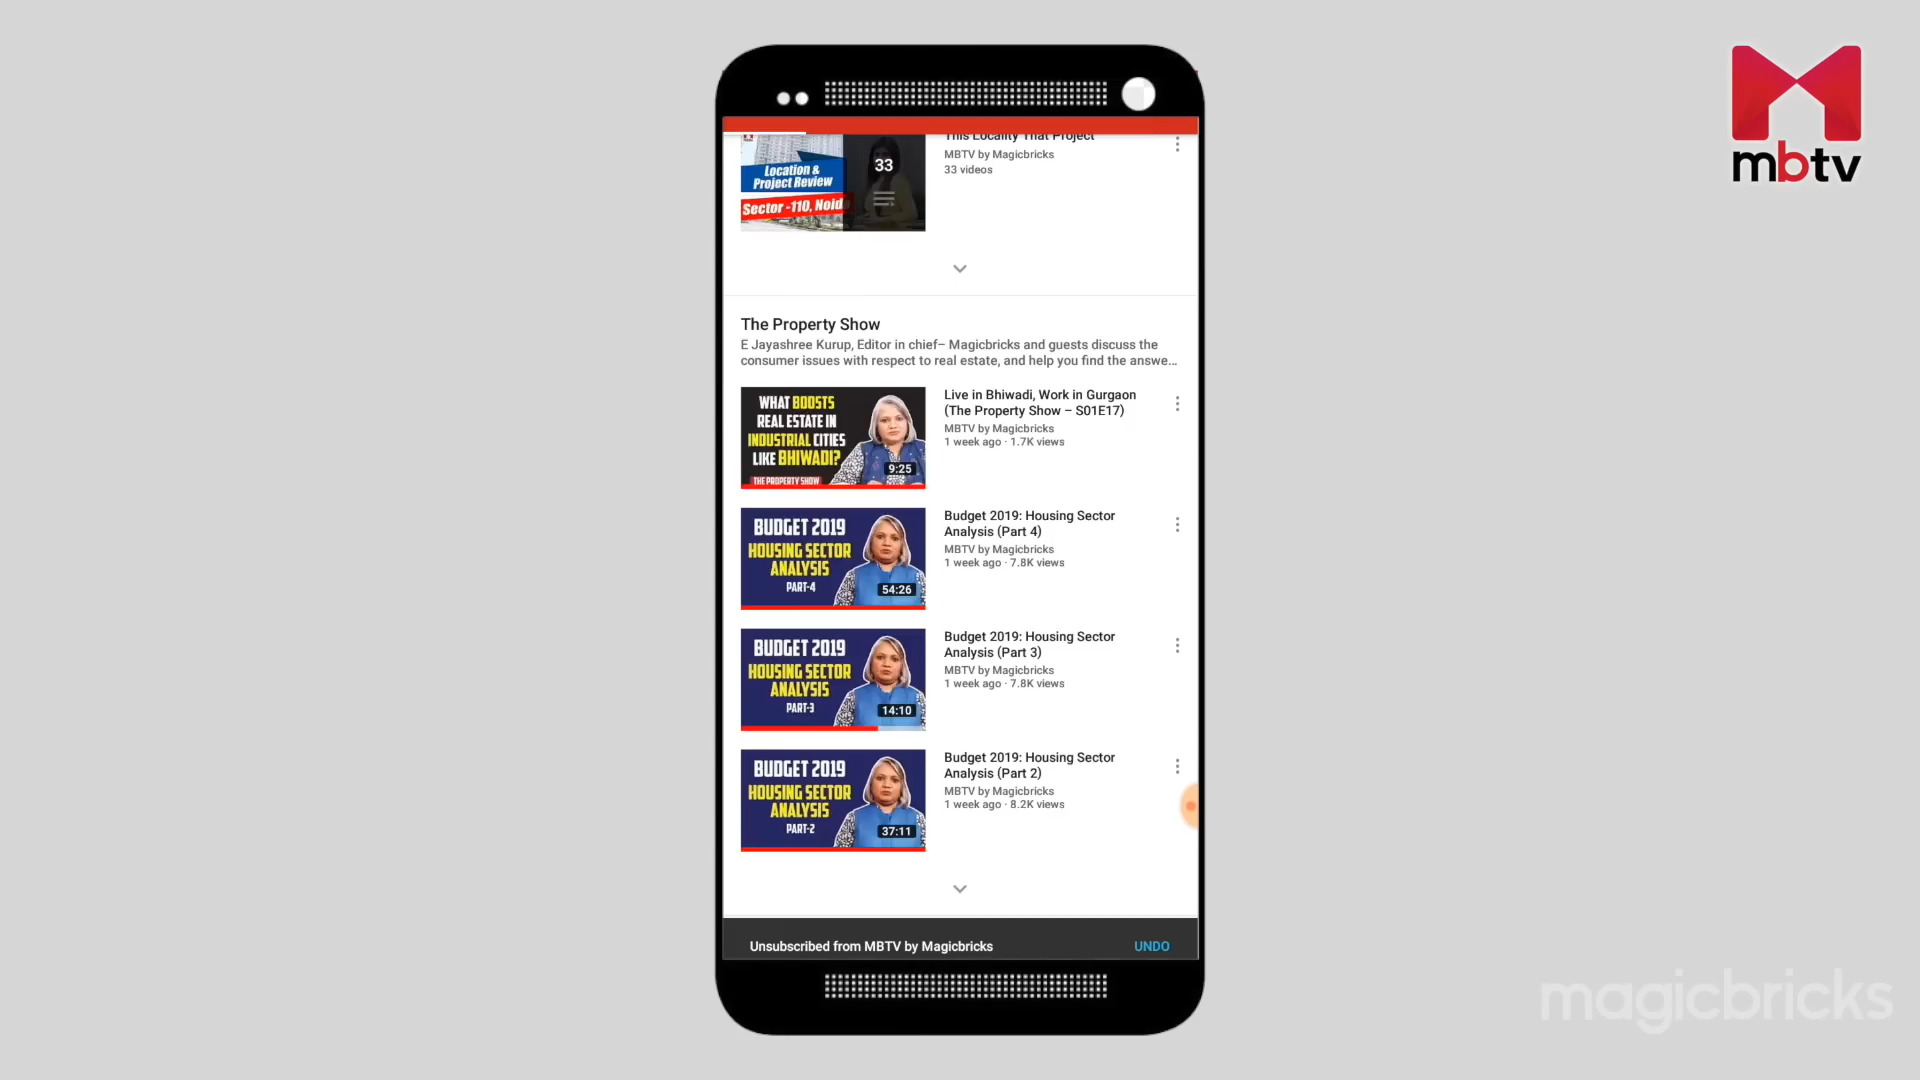 mbtv
This Locality That Project
MBTV by Magicbricks
33 videos
Location &
Project Review
Sector -110, Noid
33
The Property Show
E Jayashree Kurup, Editor in chief– Magicbricks and guests discuss the
consumer issues with respect to real estate, and help you find the answe...
WHAT BOOSTS
REAL ESTATE IN
INDUSTRIAL CITIES
LIKE BHIWADI?
THE PROPERTY SHOW
9:25
Live in Bhiwadi, Work in Gurgaon
(The Property Show – S01E17)
MBTV by Magicbricks
1 week ago · 1.7K views
BUDGET 2019
HOUSING SECTOR
ANALYSIS
PART-4
54:26
Budget 2019: Housing Sector
Analysis (Part 4)
MBTV by Magicbricks
1 week ago · 7.8K views
BUDGET 2019
HOUSING SECTOR
ANALYSIS
PART-3
14:10
Budget 2019: Housing Sector
Analysis (Part 3)
MBTV by Magicbricks
1 week ago · 7.8K views
BUDGET 2019
HOUSING SECTOR
ANALYSIS
PART-2
37:11
Budget 2019: Housing Sector
Analysis (Part 2)
MBTV by Magicbricks
1 week ago · 8.2K views
Unsubscribed from MBTV by Magicbricks
UNDO
magicbricks